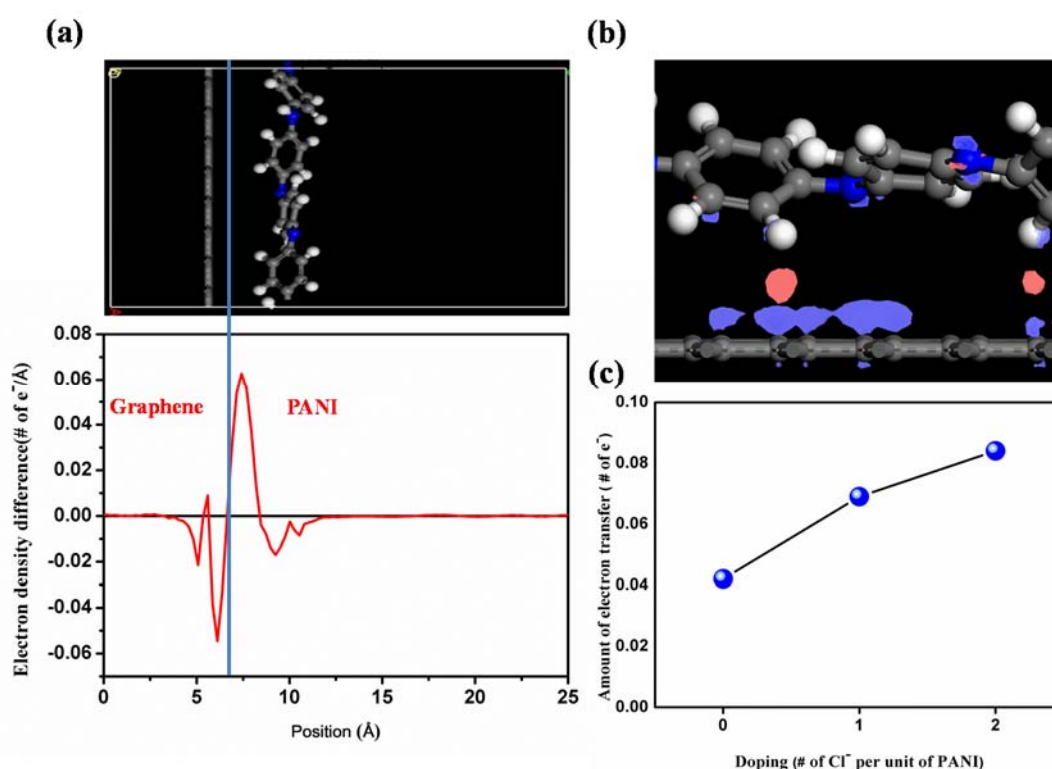 (a)
(b)
0.08
0.06
0.04
0.02
0.00
-0.02
-0.04
-0.06
Electron density difference(# of e⁻/Å)
Graphene
PANI
0
5
10
15
20
25
Position (Å)
(c)
0.10
0.08
0.06
0.04
0.02
0.00
Amount of electron transfer ( # of e⁻)
0
1
2
Doping (# of Cl⁻ per unit of PANI)